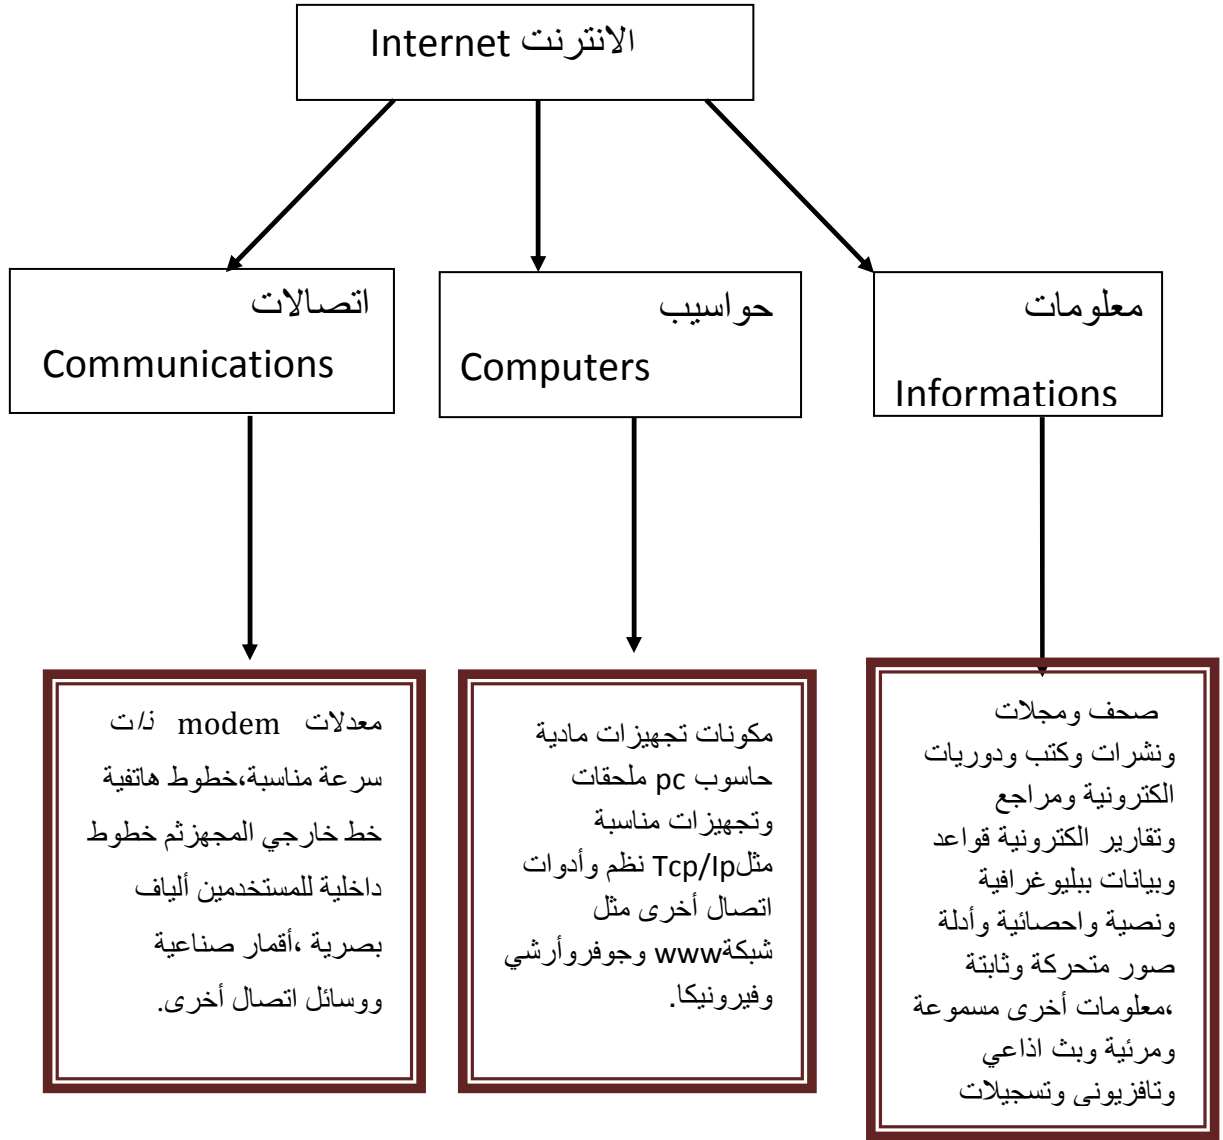 الانترنت Internet
معلومات
Informations
حواسيب
Computers
اتصالات
Communications
صحف ومجلات
ونشرات وكتب ودوريات
الكترونية ومراجع
وتقارير الكترونية قواعد
وبيانات ببليوغرافية
ونصية واحصائية وأدلة
صور متحركة وثابتة
،معلومات أخرى مسموعة
ومرئية وبث اذاعي
وتافزيوني وتسجيلات
مكونات تجهيزات مادية
حاسوب pc ملحقات
وتجهيزات مناسبة
مثلTcp/Ip نظم وأدوات
اتصال أخرى مثل
شبكةwww وجوفروأرشي
وفيرونيكا.
معدلات modem ذات
سرعة مناسبة،خطوط هاتفية
خط خارجي المجهزثم خطوط
داخلية للمستخدمين ألياف
بصرية ،أقمار صناعية
ووسائل اتصال أخرى.